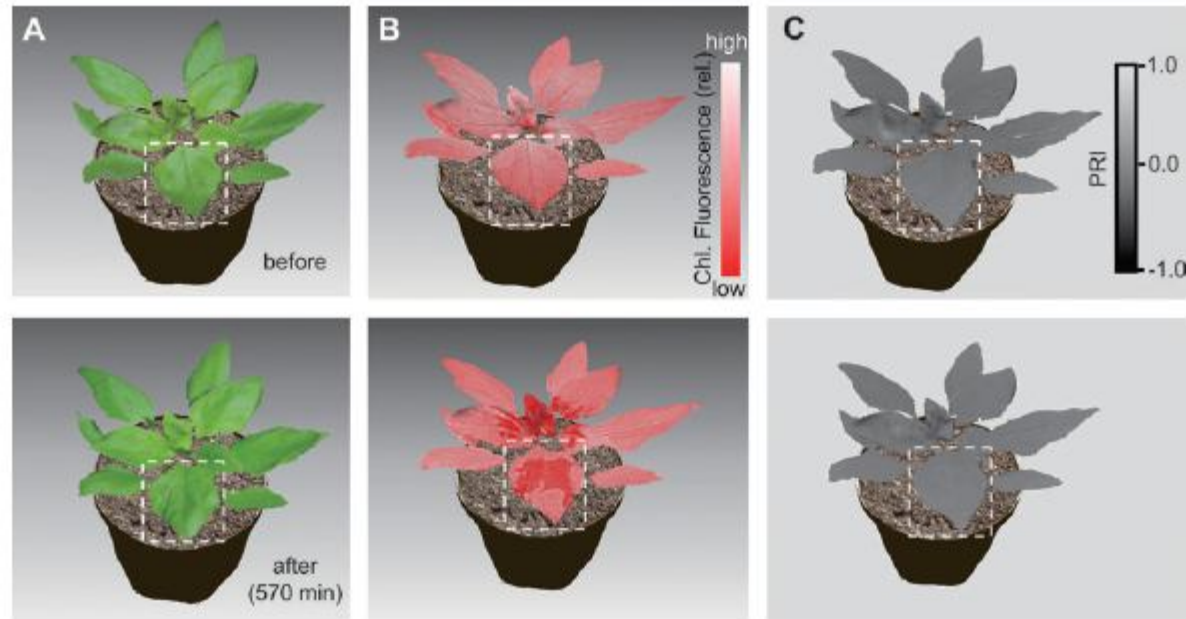 A
before
B
high
Chl. Fluorescence (rel.)
low
C
1.0
0.0
-1.0
PRI
after
(570 min)